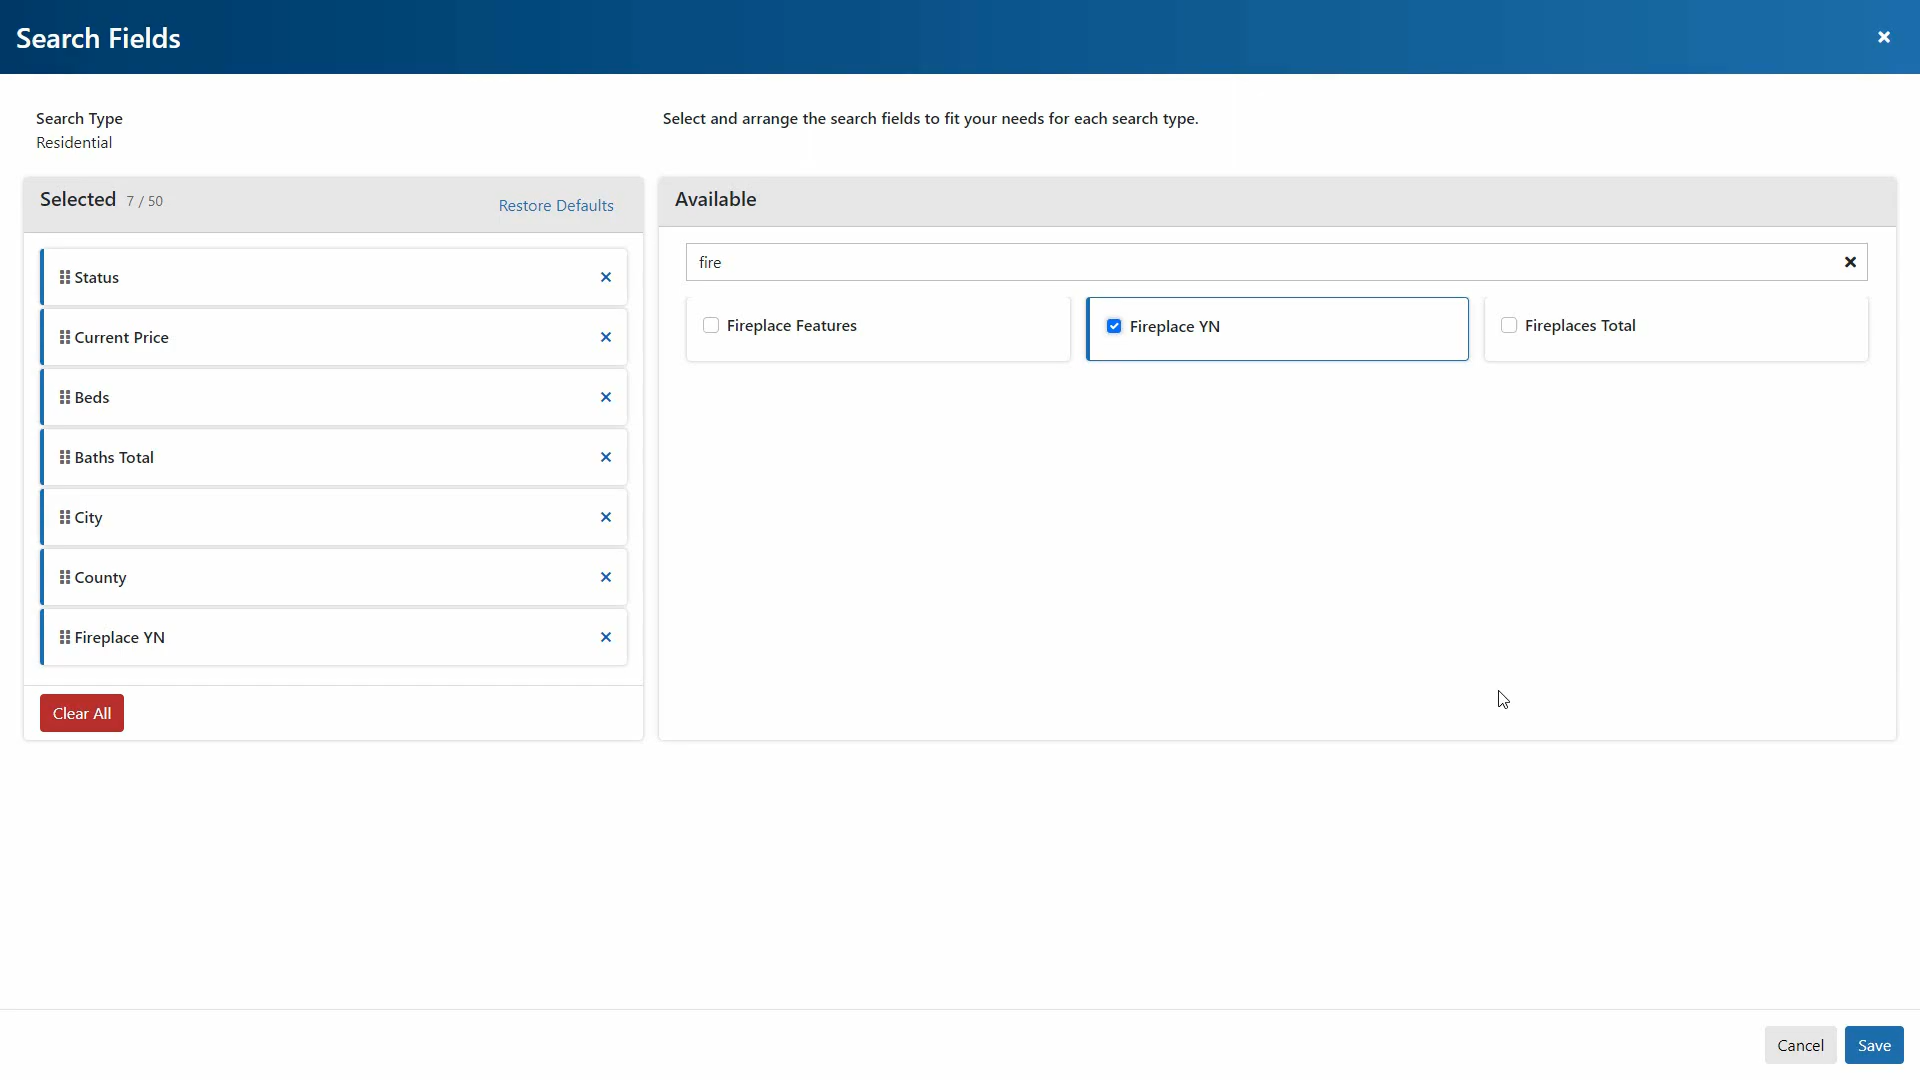 Search Fields
Search Type
Residential
Select and arrange the search fields to fit your needs for each search type.
Selected 7 / 50
Restore Defaults
Status
Current Price
Beds
Baths Total
City
County
Fireplace YN
Clear All
Available
fire
Fireplace Features
Fireplace YN
Fireplaces Total
Cancel
Save